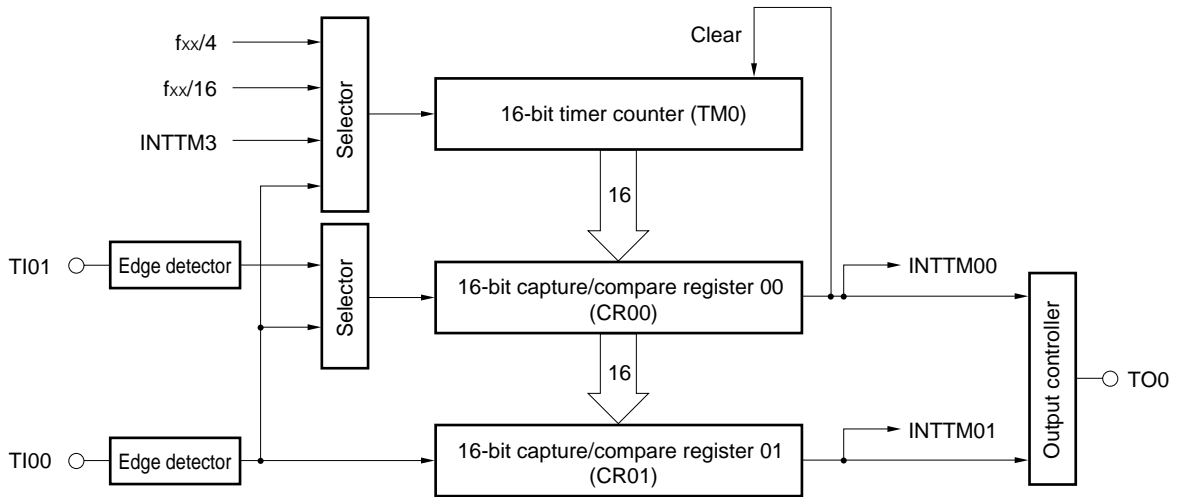 Clear
fxx/4
fxx/16
INTTM3
Selector
16-bit timer counter (TM0)
16
TI01
Edge detector
Selector
16-bit capture/compare register 00
(CR00)
INTTM00
16
Output controller
TO0
TI00
Edge detector
16-bit capture/compare register 01
(CR01)
INTTM01